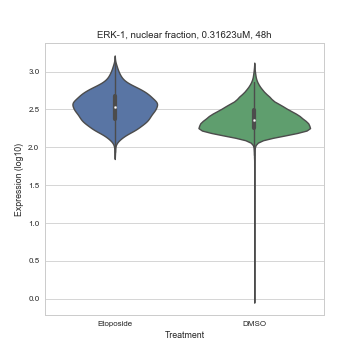 ERK-1, nuclear fraction, 0.31623uM, 48h
Expression (log10)
3.0
2.5
2.0
1.5
1.0
0.5
0.0
Etoposide
DMSO
Treatment